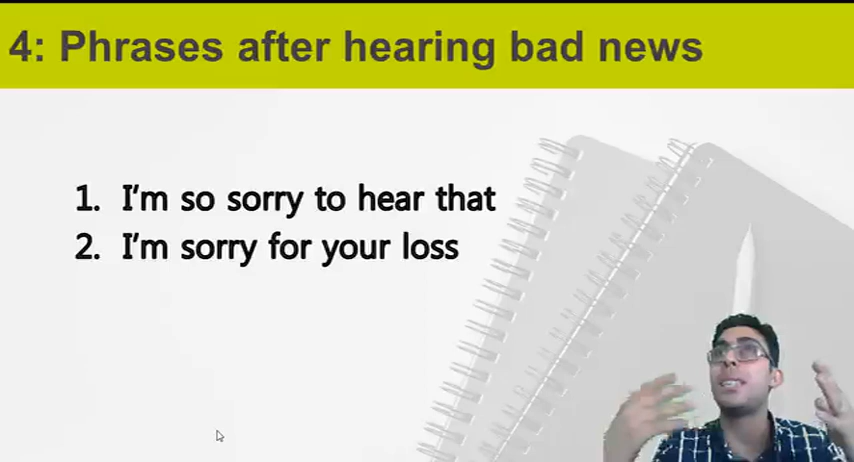 4: Phrases after hearing bad news
1. I'm so sorry to hear that
2. I'm sorry for your loss